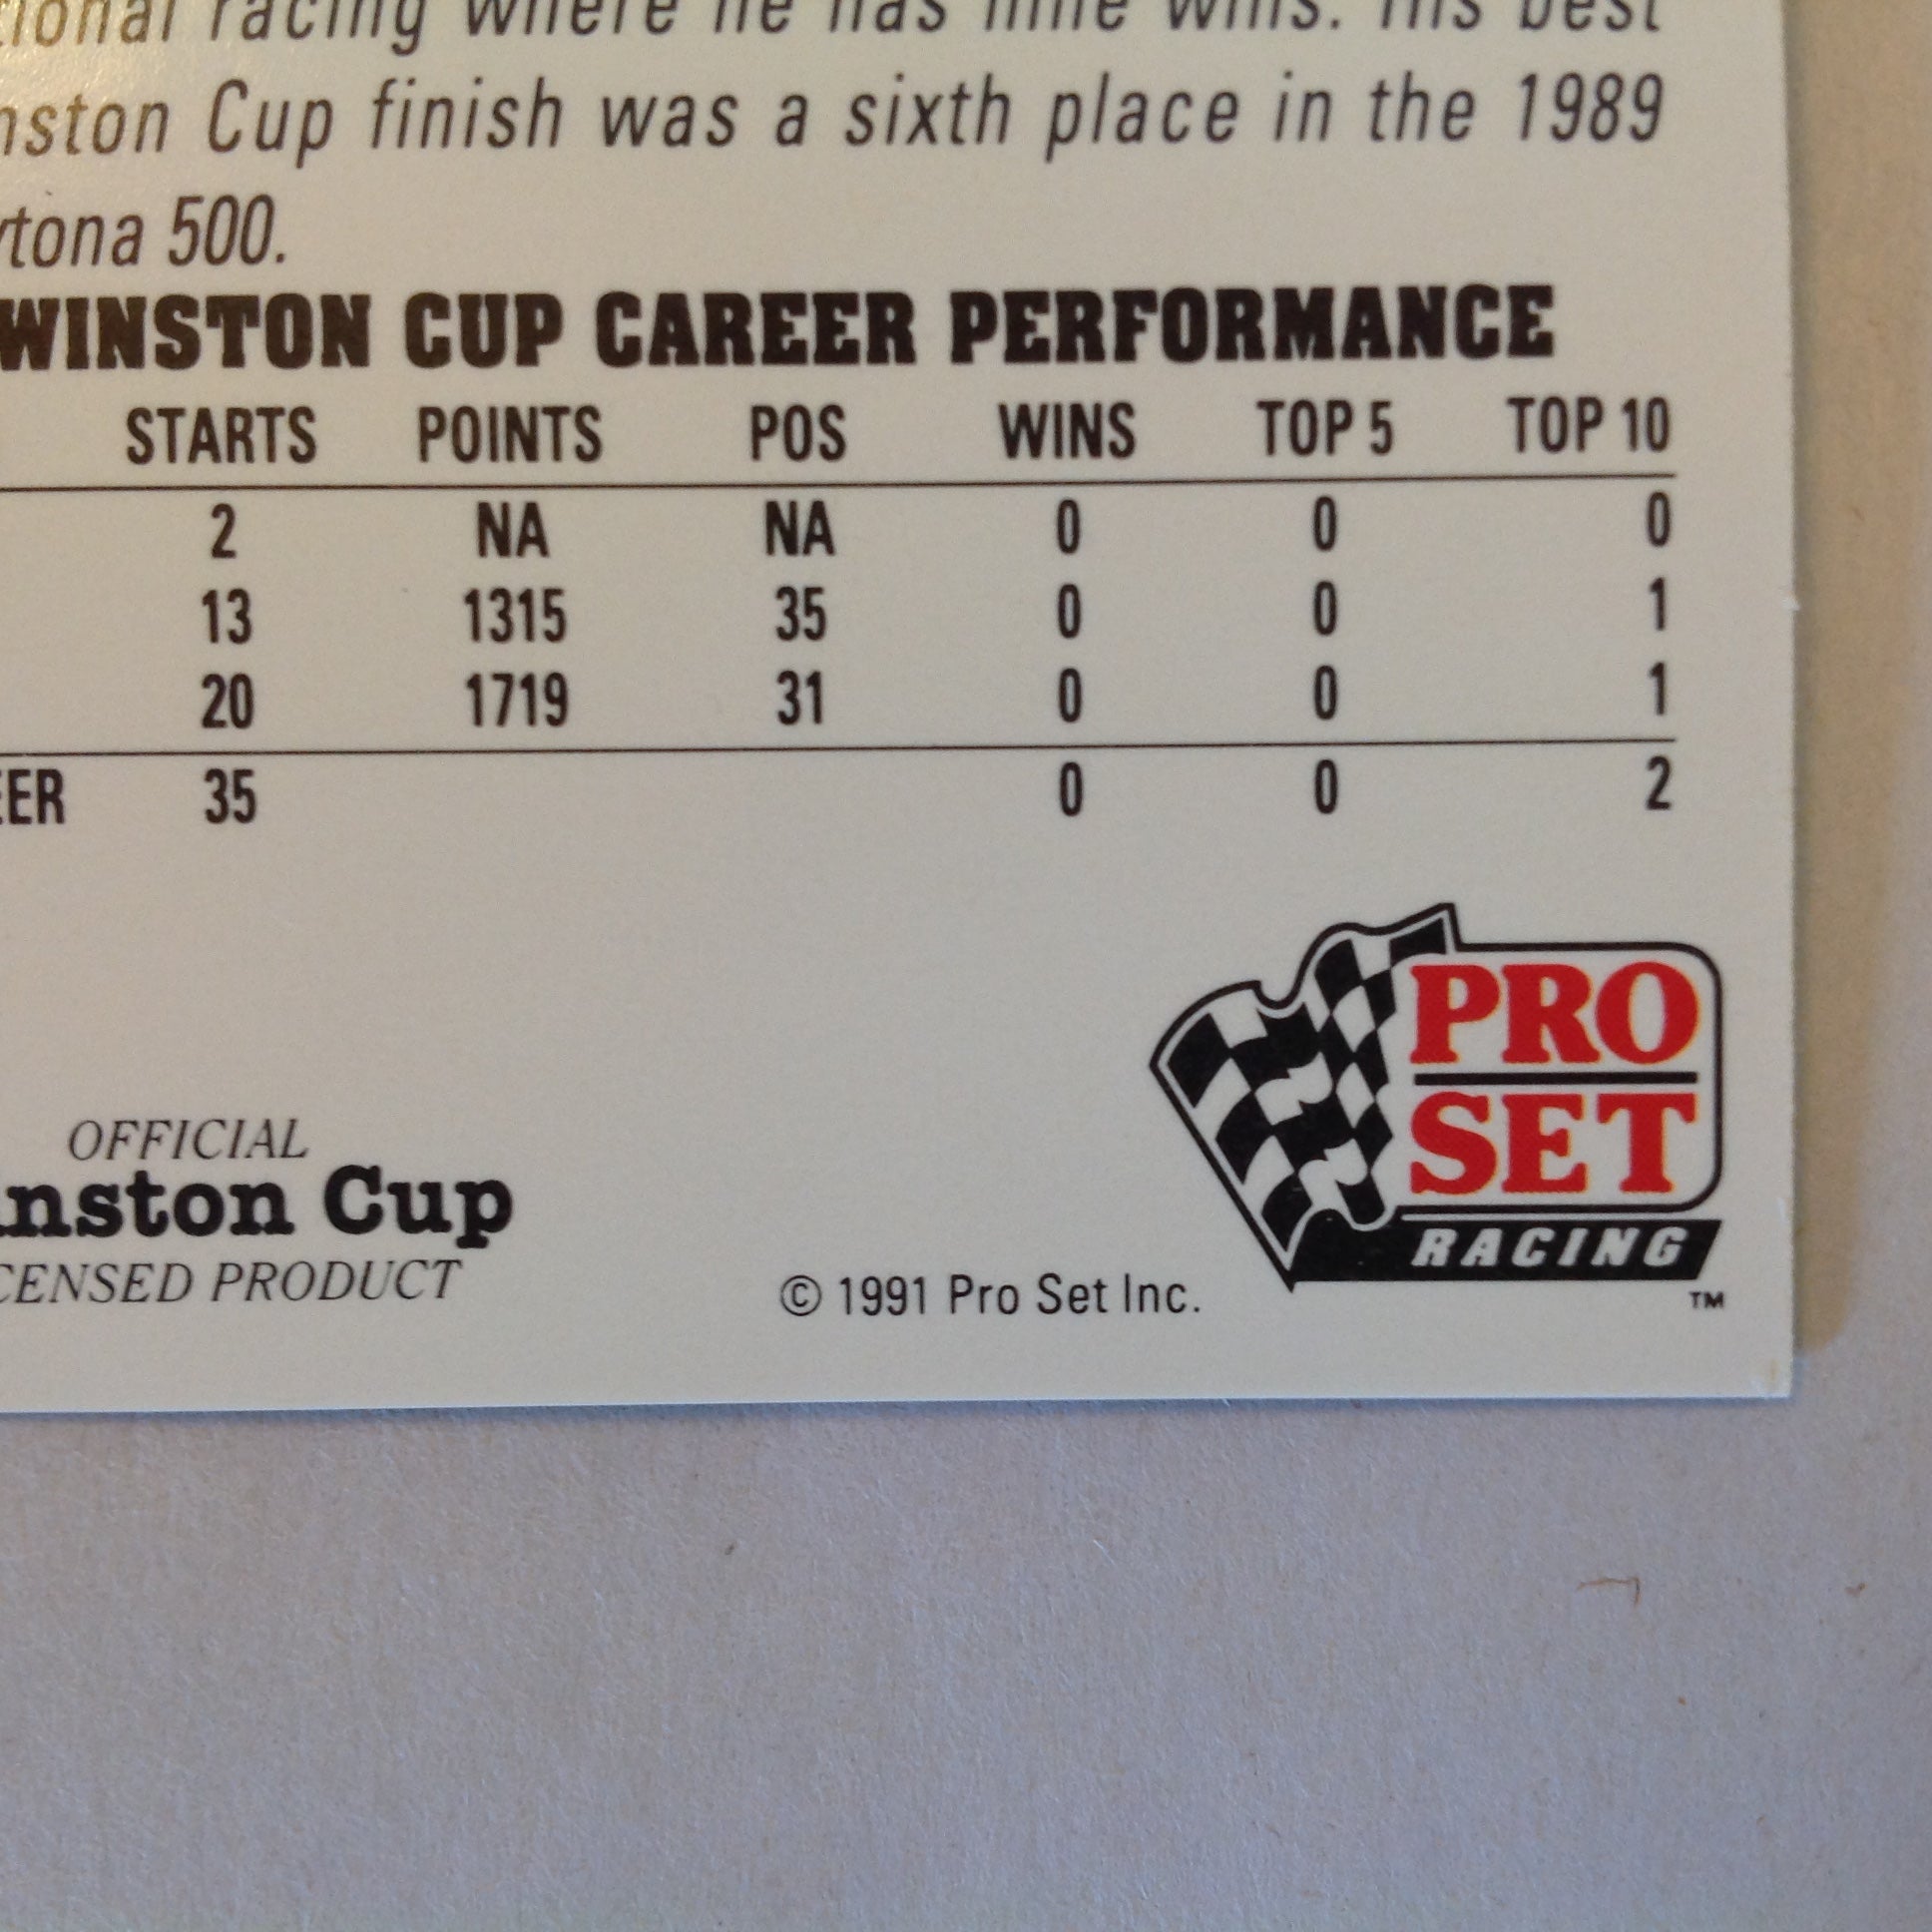 tional racing where he has nine wins. His best
nston Cup finish was a sixth place in the 1989
ytona 500.
WINSTON CUP CAREER PERFORMANCE
STARTS POINTS POS WINS TOP 5 TOP 10
2 NA NA 0 0 0
13 1315 35 0 0 1
20 1719 31 0 0 1
EER 35 0 0 2
PRO
SET
RACING
TM
OFFICIAL
nston Cup
CENSED PRODUCT
© 1991 Pro Set Inc.